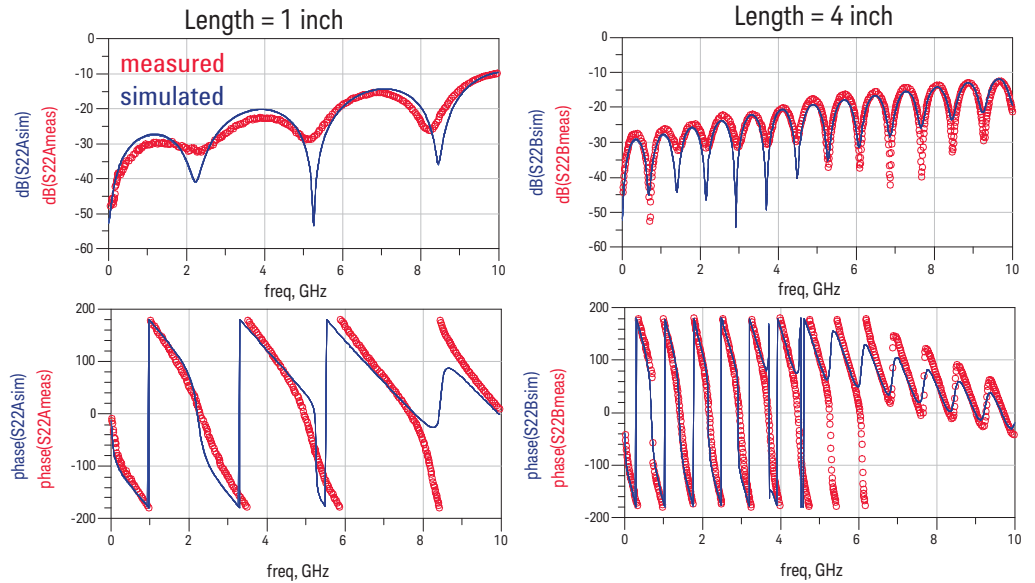 Length = 1 inch
Length = 4 inch
measured
simulated
dB(S22Asim)
dB(S22Ameas)
0
-10
-20
-30
-40
-50
-60
0 2 4 6 8 10
freq, GHz
dB(S22Bsim)
dB(S22Bmeas)
0
-10
-20
-30
-40
-50
-60
0 2 4 6 8 10
freq, GHz
phase(S22Asim)
phase(S22Ameas)
200
100
0
-100
-200
0 2 4 6 8 10
freq, GHz
phase(S22Bsim)
phase(S22Bmeas)
200
100
0
-100
-200
0 2 4 6 8 10
freq, GHz